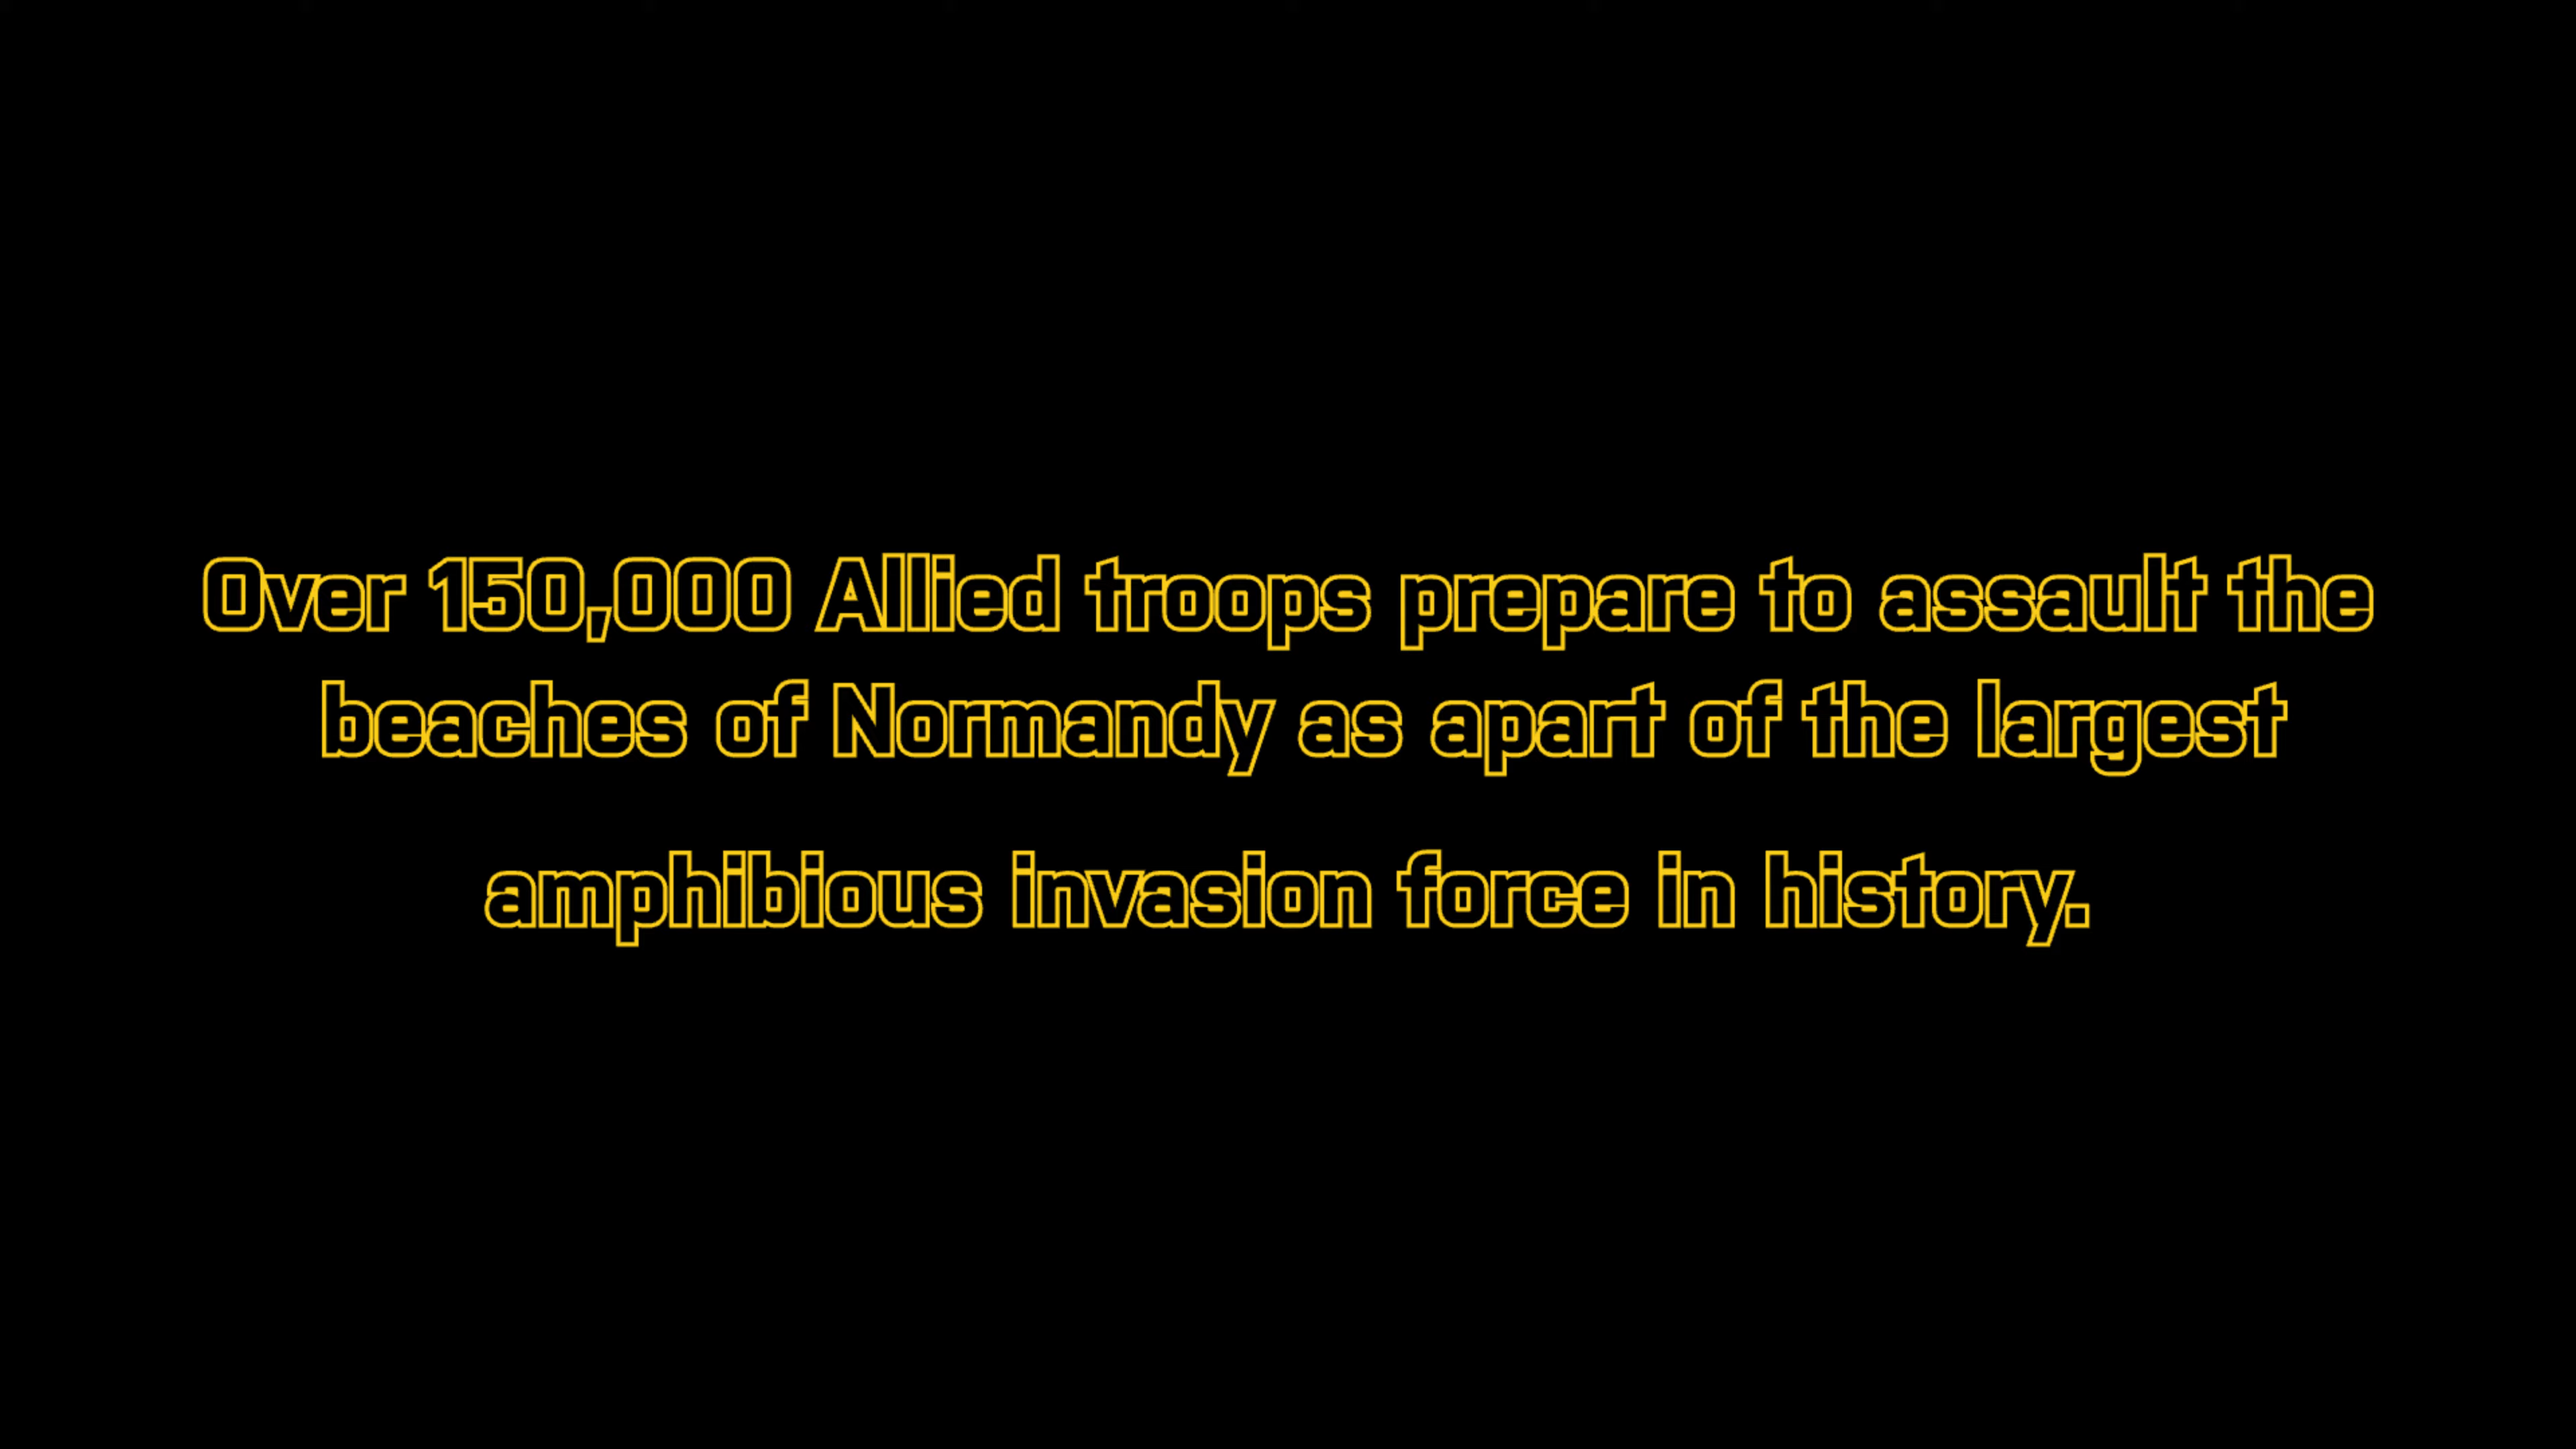 Over 150,000 Allied troops prepare to assault the
beaches of Normandy as apart of the largest
amphibious invasion force in history.